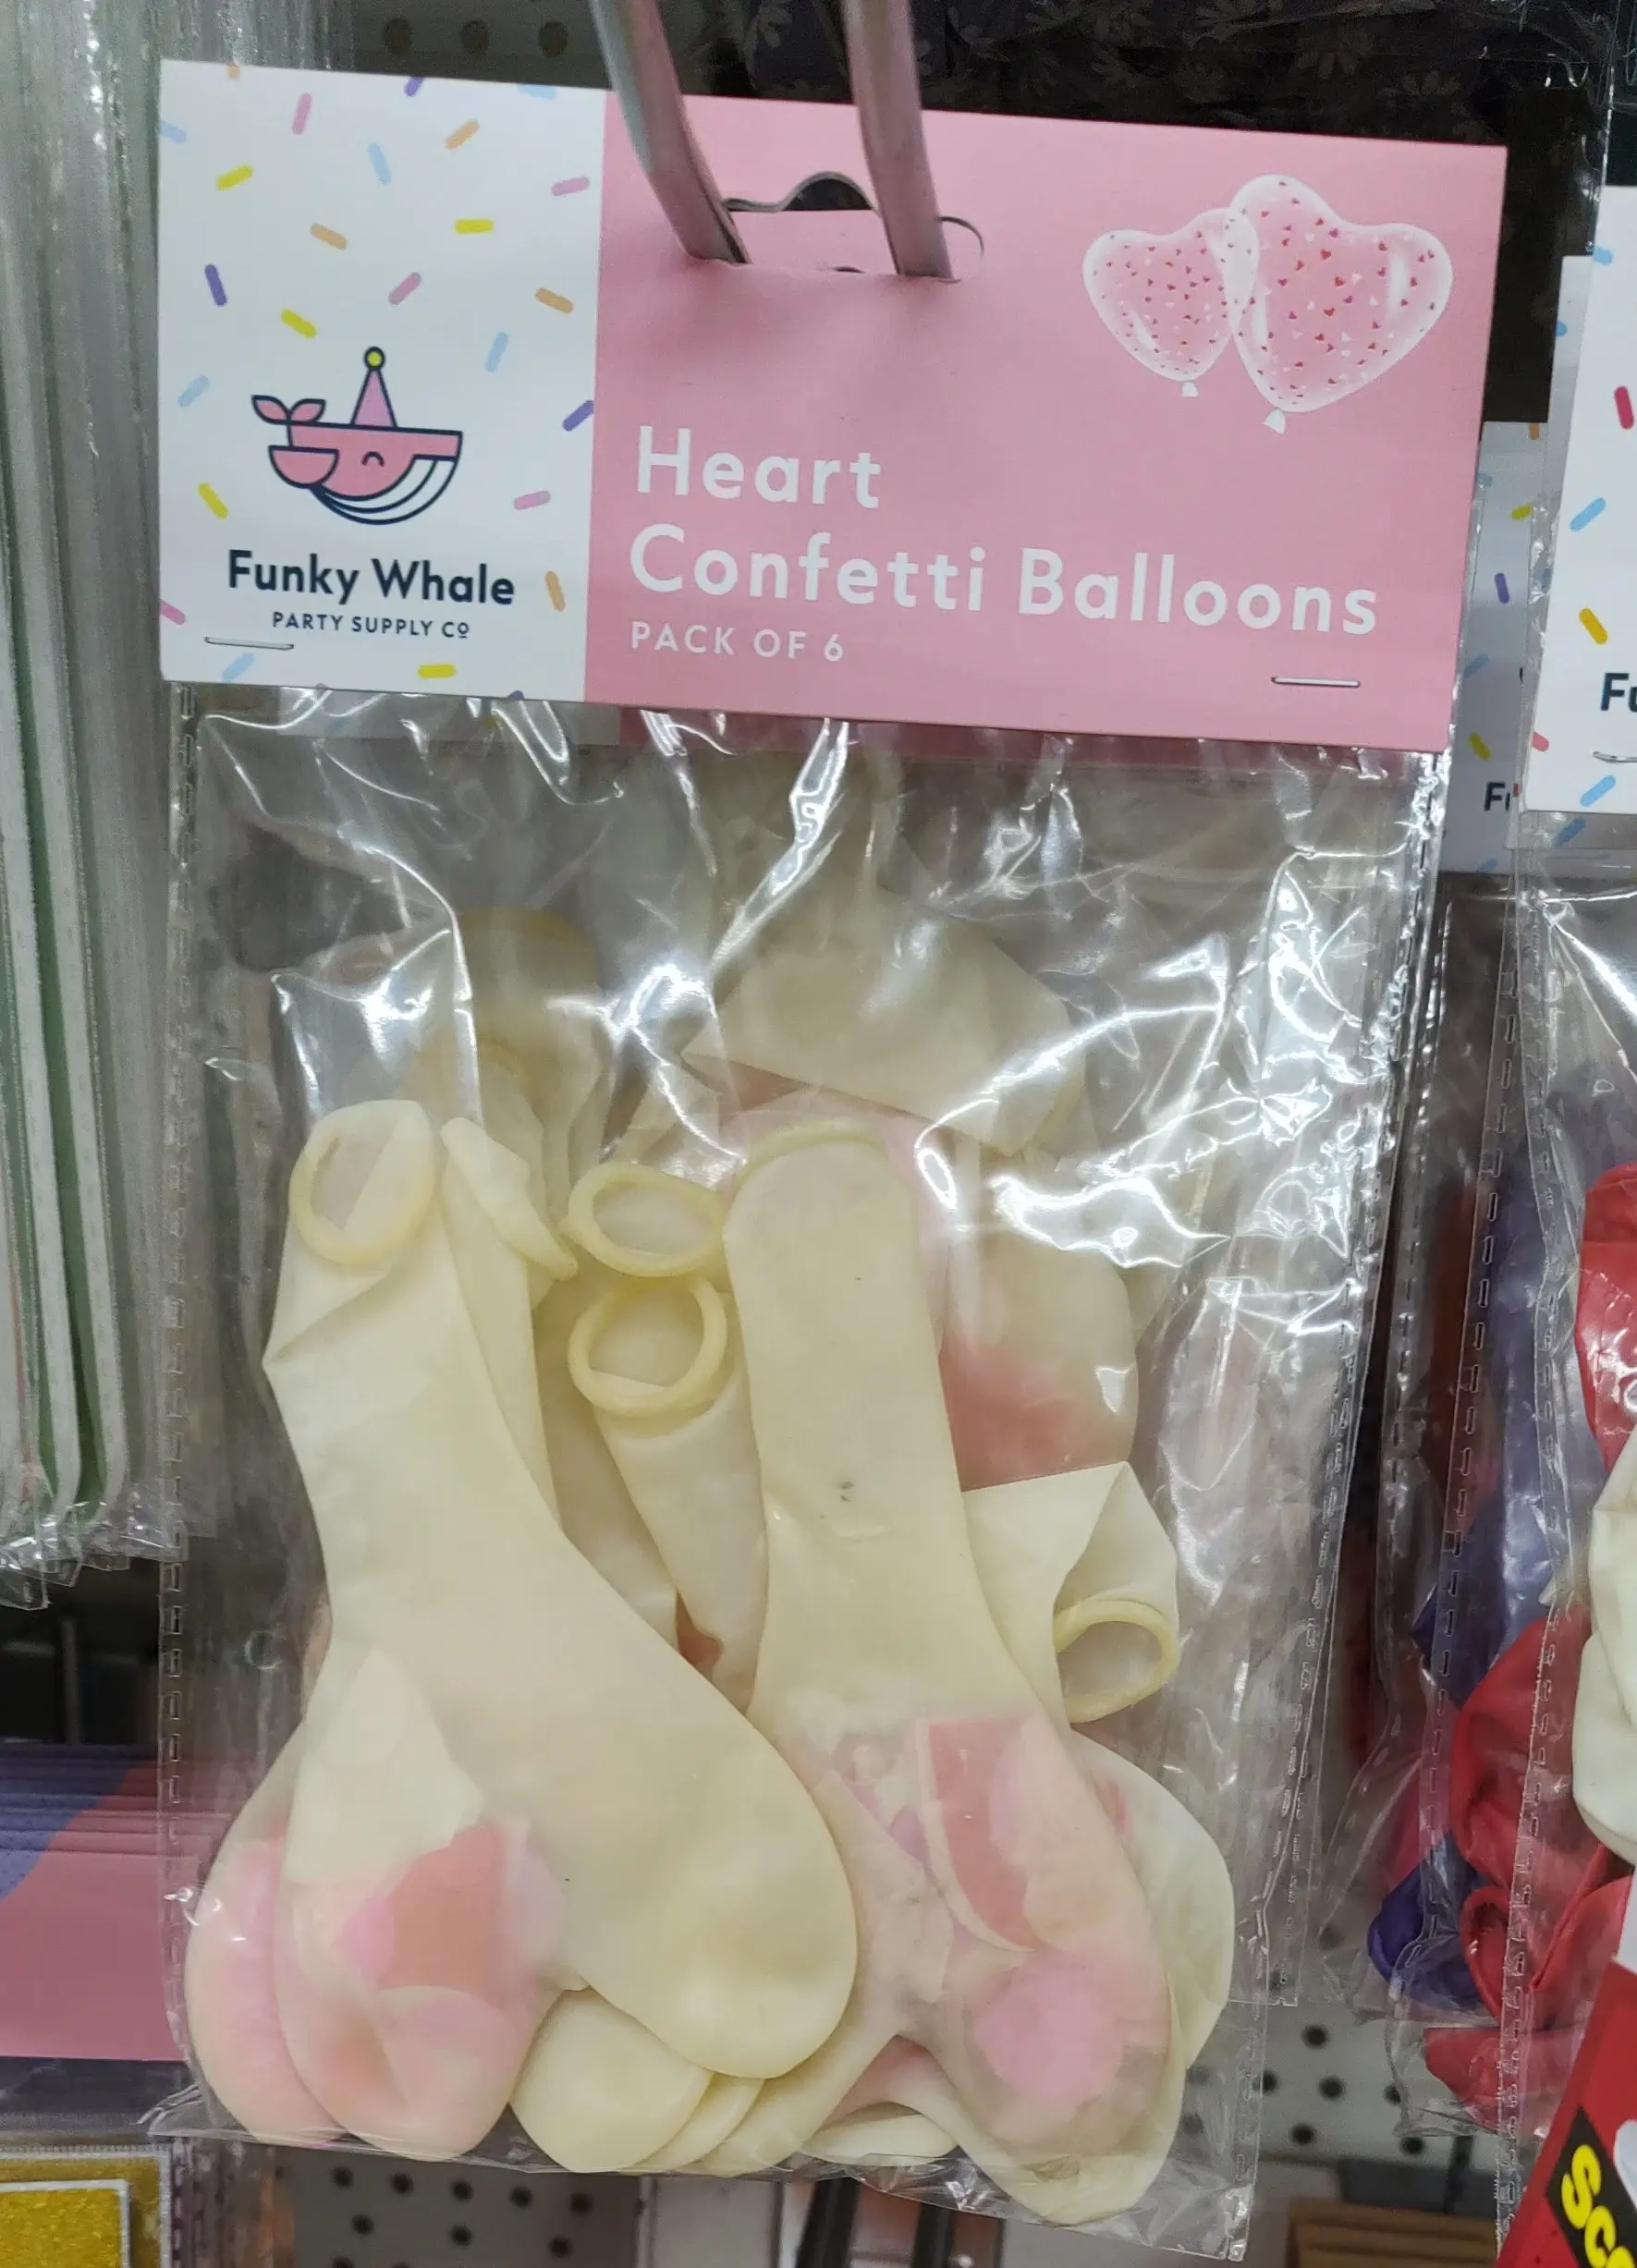 Funky Whale
PARTY SUPPLY Cº
Heart
Confetti Balloons
PACK OF 6